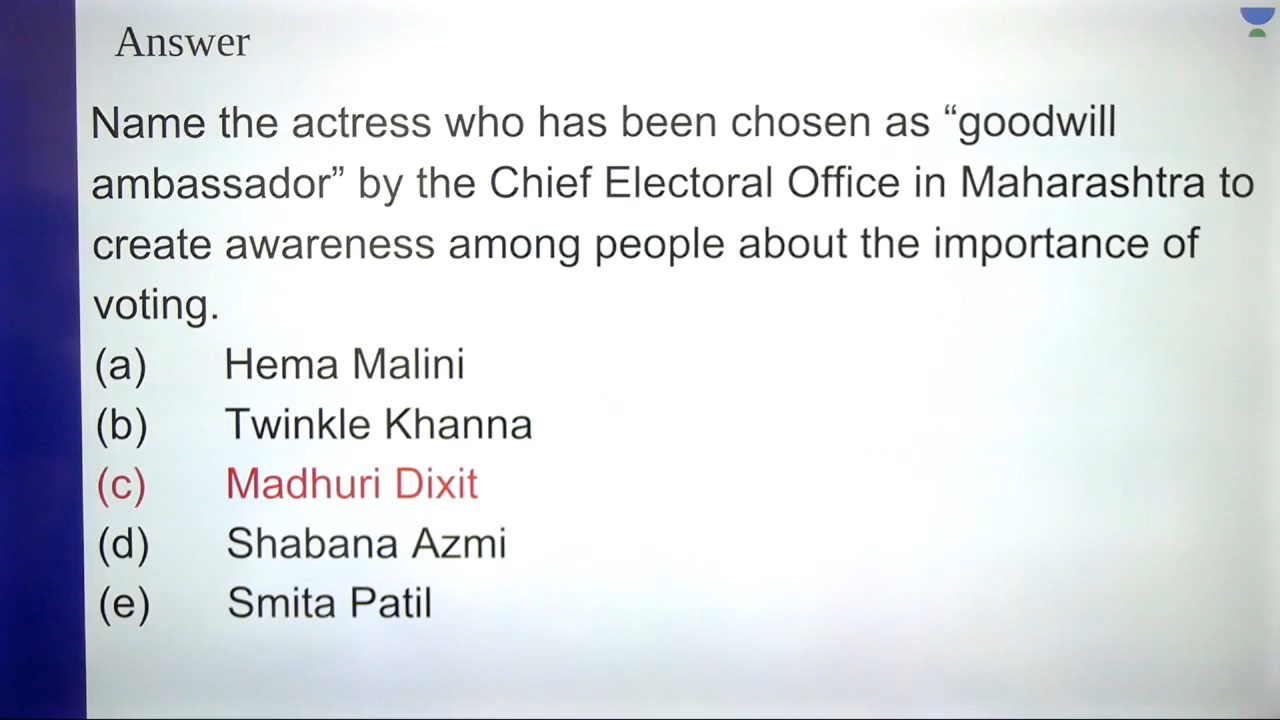 Answer
Name the actress who has been chosen as “goodwill
ambassador” by the Chief Electoral Office in Maharashtra to
create awareness among people about the importance of
voting.
(a) Hema Malini
(b) Twinkle Khanna
(c) Madhuri Dixit
(d) Shabana Azmi
(e) Smita Patil